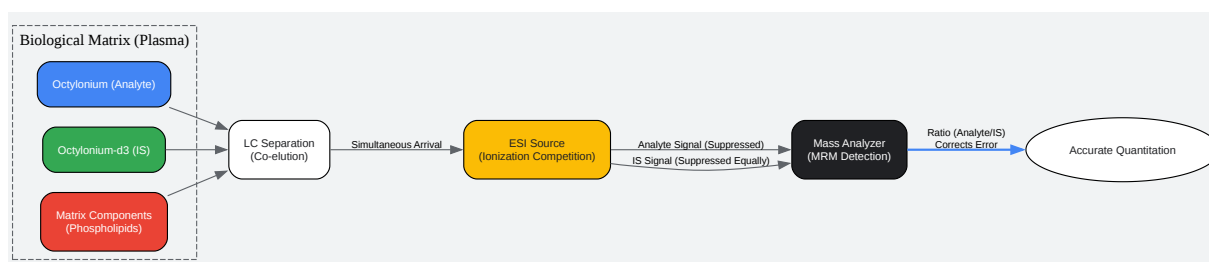 Biological Matrix (Plasma)
Octylonium (Analyte)
Octylonium-d3 (IS)
Matrix Components
(Phospholipids)
LC Separation
(Co-elution)
Simultaneous Arrival
ESI Source
(Ionization Competition)
Analyte Signal (Suppressed)
IS Signal (Suppressed Equally)
Mass Analyzer
(MRM Detection)
Ratio (Analyte/IS)
Corrects Error
Accurate Quantitation